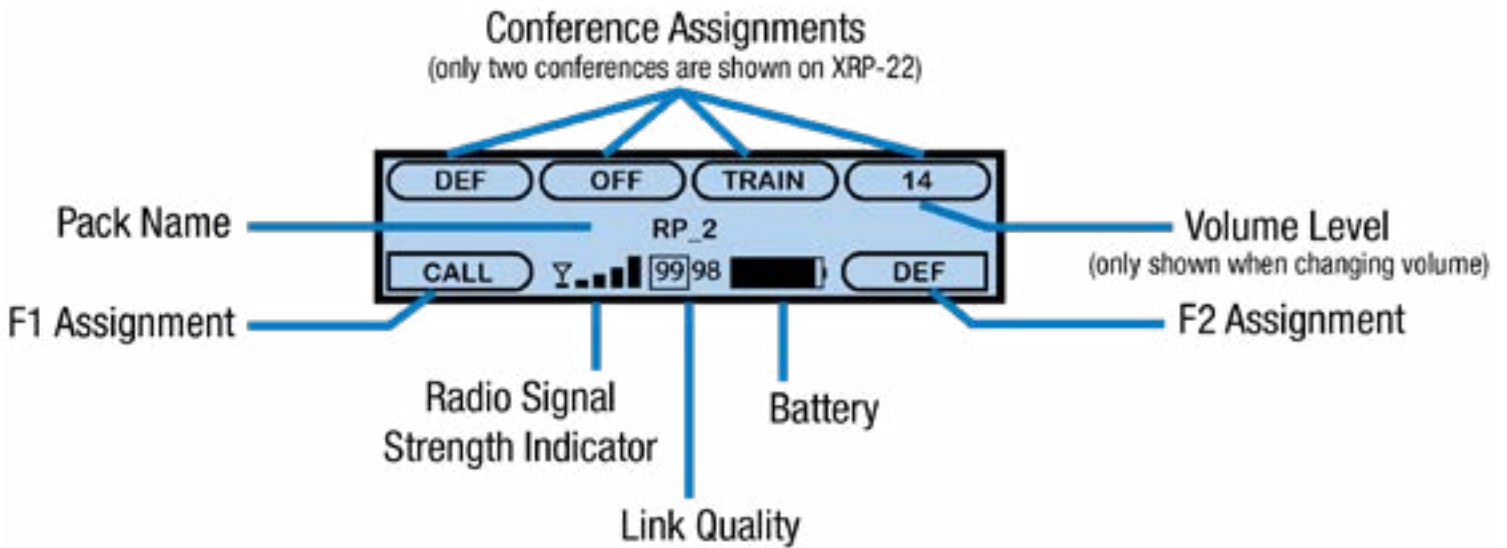 Conference Assignments
(only two conferences are shown on XRP-22)
DEF OFF TRAIN 14
Pack Name
RP_2
Volume Level
(only shown when changing volume)
CALL 99 98 DEF
F1 Assignment
F2 Assignment
Radio Signal
Strength Indicator
Battery
Link Quality